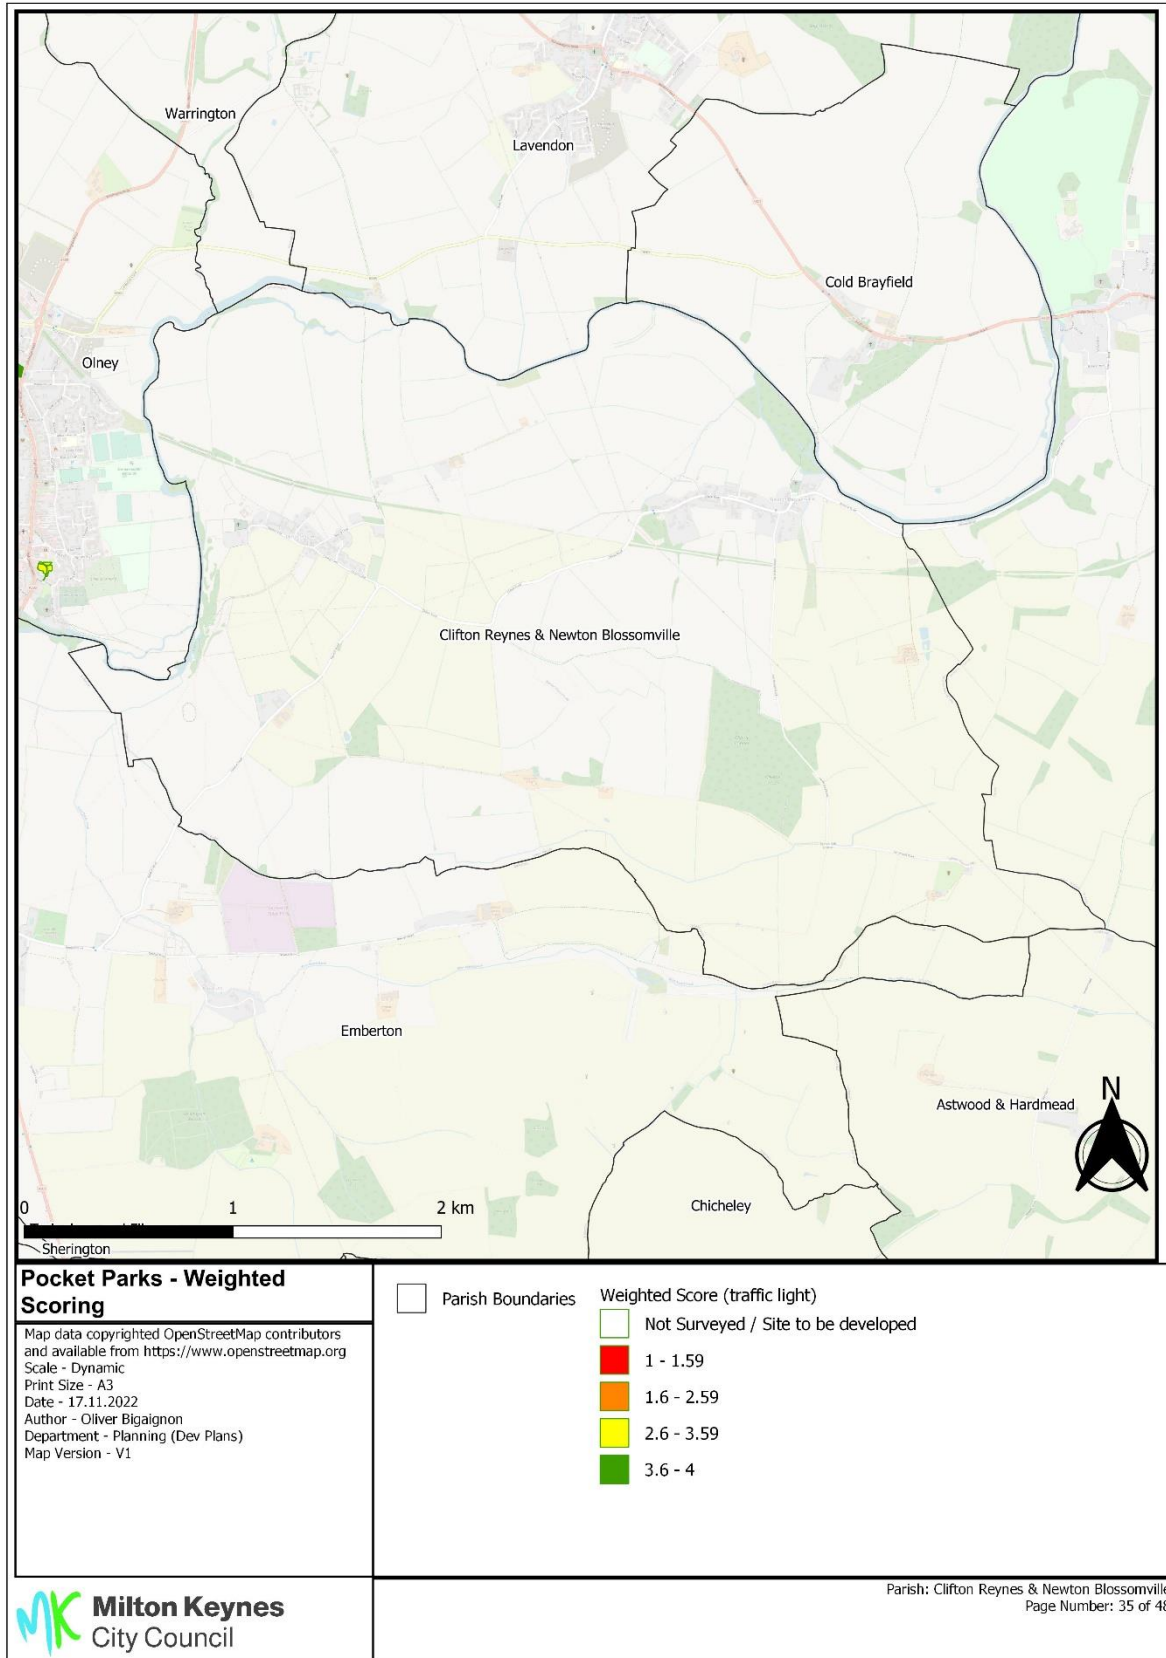 Warrington
Lavendon
Cold Brayfield
Olney
Clifton Reynes & Newton Blossomville
Emberton
Astwood & Hardmead
N
Chicheley
0 1 2 km
Sherington
Pocket Parks - Weighted
Scoring
Map data copyrighted OpenStreetMap contributors
and available from https://www.openstreetmap.org
Scale - Dynamic
Print Size - A3
Date - 17.11.2022
Author - Oliver Bigaignon
Department - Planning (Dev Plans)
Map Version - V1
Parish Boundaries
Weighted Score (traffic light)
Not Surveyed / Site to be developed
1 - 1.59
1.6 - 2.59
2.6 - 3.59
3.6 - 4
MK Milton Keynes
City Council
Parish: Clifton Reynes & Newton Blossomville
Page Number: 35 of 48